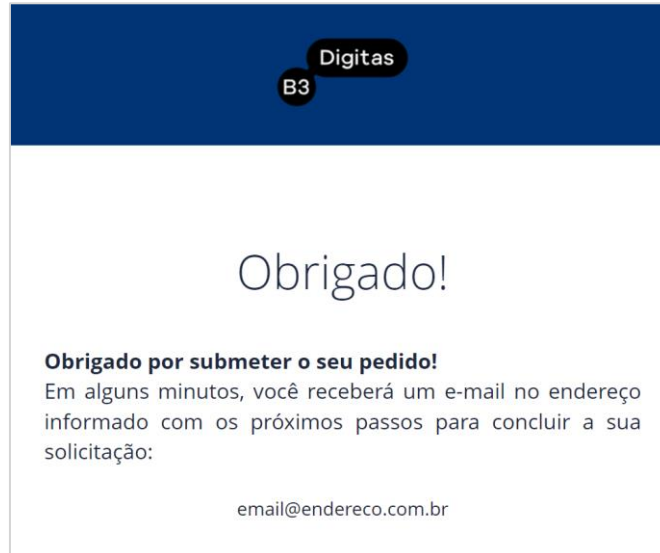 Digitas
B3
Obrigado!
Obrigado por submeter o seu pedido!
Em alguns minutos, você receberá um e-mail no endereço
informado com os próximos passos para concluir a sua
solicitação:
email@endereco.com.br